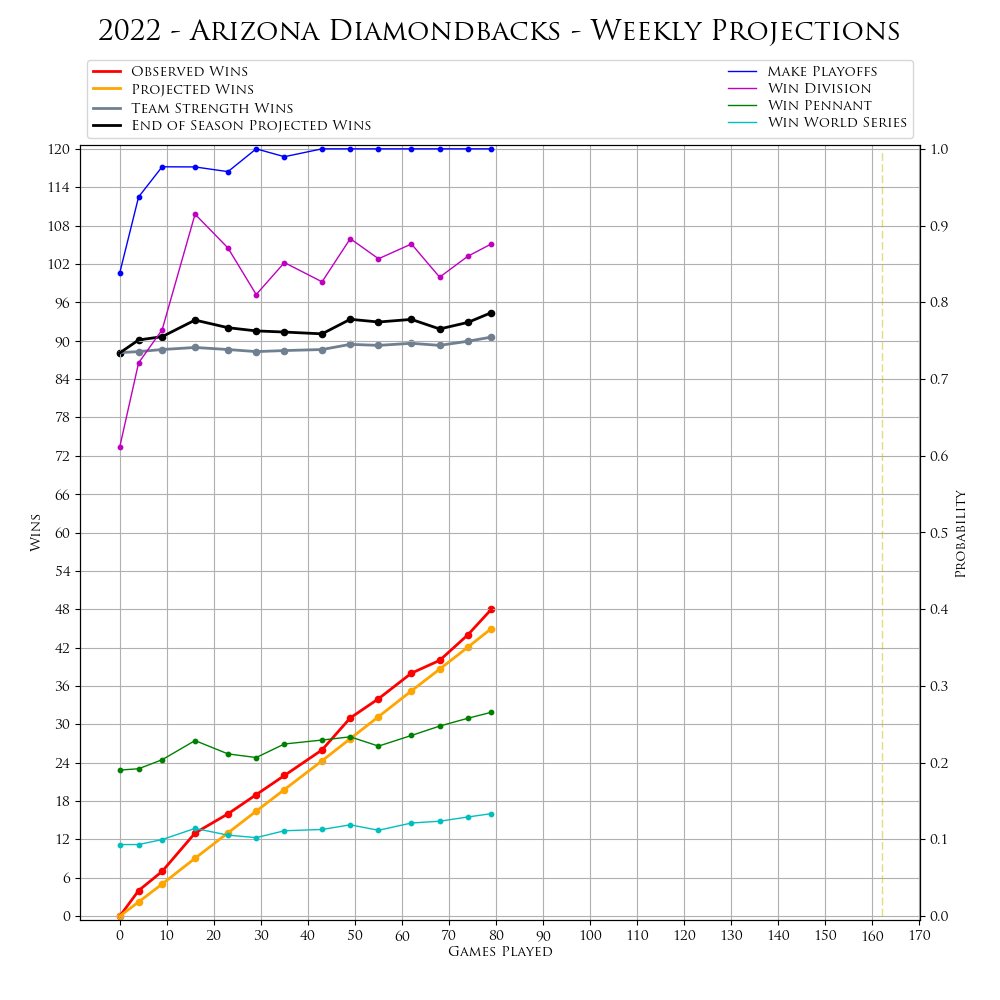 2022 - Arizona Diamondbacks - Weekly Projections
Observed Wins
Projected Wins
Team Strength Wins
End of Season Projected Wins
Make Playoffs
Win Division
Win Pennant
Win World Series
120
114
108
102
96
90
84
78
72
66
60
54
48
42
36
30
24
18
12
6
0
Wins
1.0
0.9
0.8
0.7
0.6
0.5
0.4
0.3
0.2
0.1
0.0
Probability
0 10 20 30 40 50 60 70 80 90 100 110 120 130 140 150 160 170
Games Played